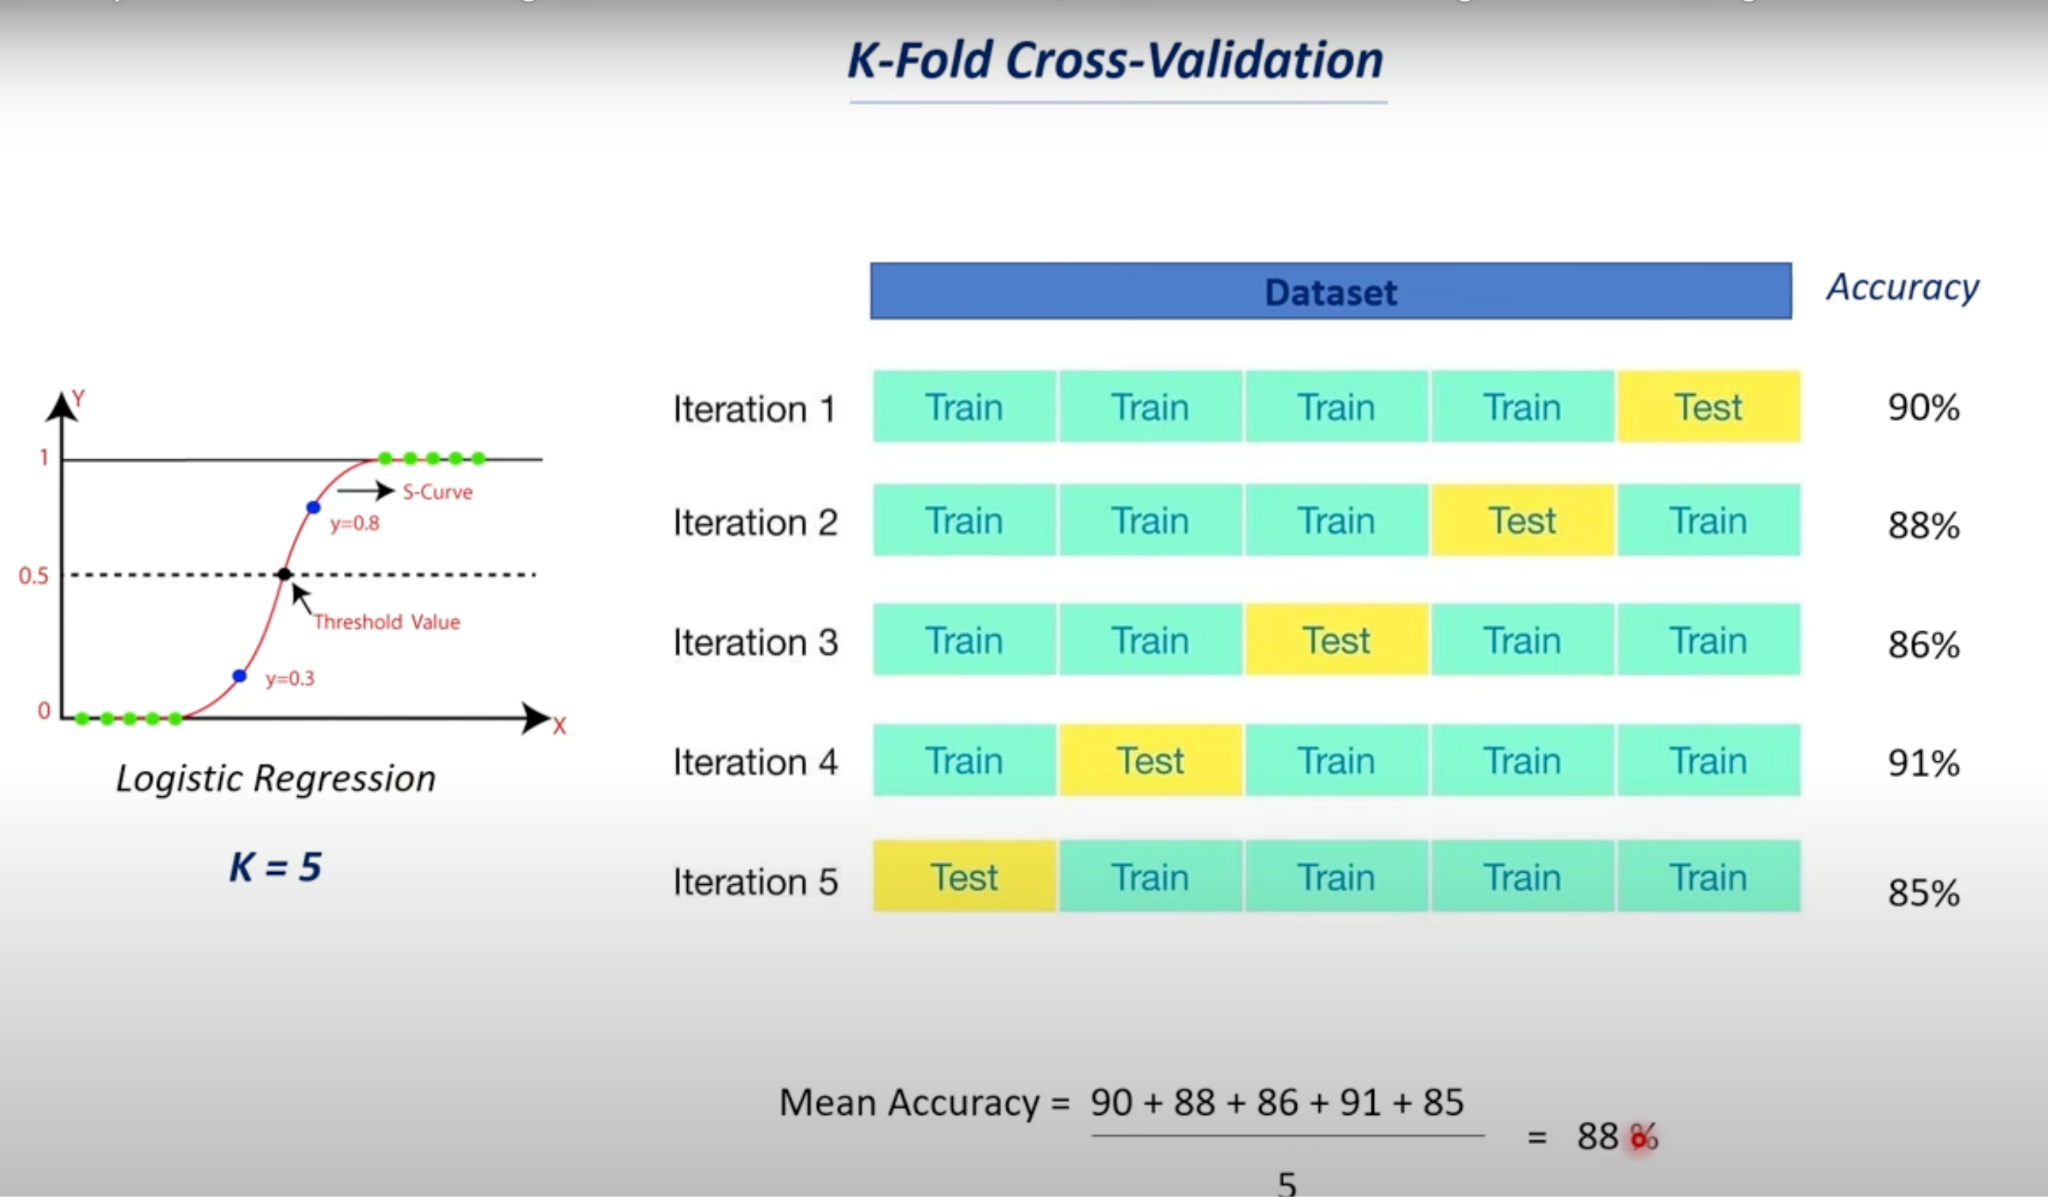 K-Fold Cross-Validation
Dataset
Accuracy
Iteration 1 Train Train Train Train Test 90%
Iteration 2 Train Train Train Test Train 88%
Iteration 3 Train Train Test Train Train 86%
Iteration 4 Train Test Train Train Train 91%
Iteration 5 Test Train Train Train Train 85%
Y
1
S-Curve
y=0.8
0.5
Threshold Value
y=0.3
0
X
Logistic Regression
K = 5
Mean Accuracy = 90 + 88 + 86 + 91 + 85
= 88 %
5